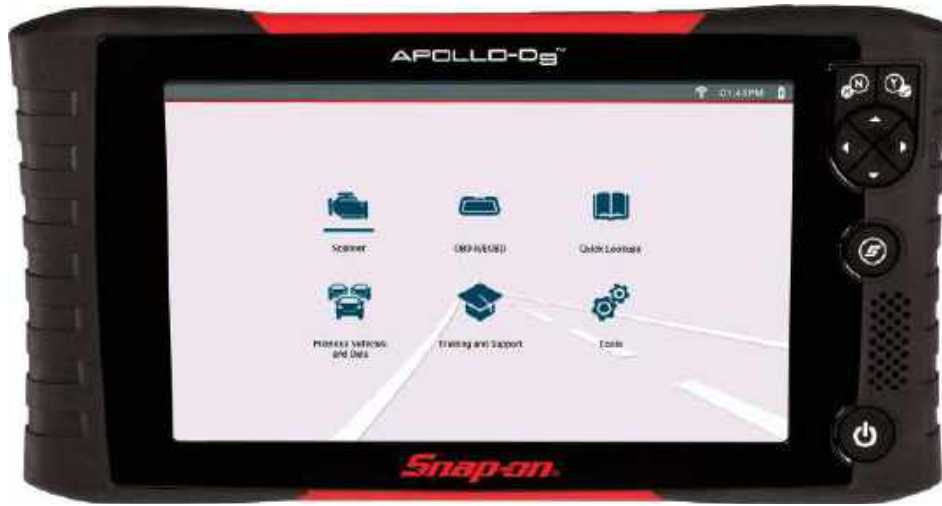 APOLLO-D9™
01:43PM
N Y
S
Scanner
OBD-II/EOBD
Quick Lookups
Previous Vehicles
and Data
Training and Support
Tools
Snap-on.